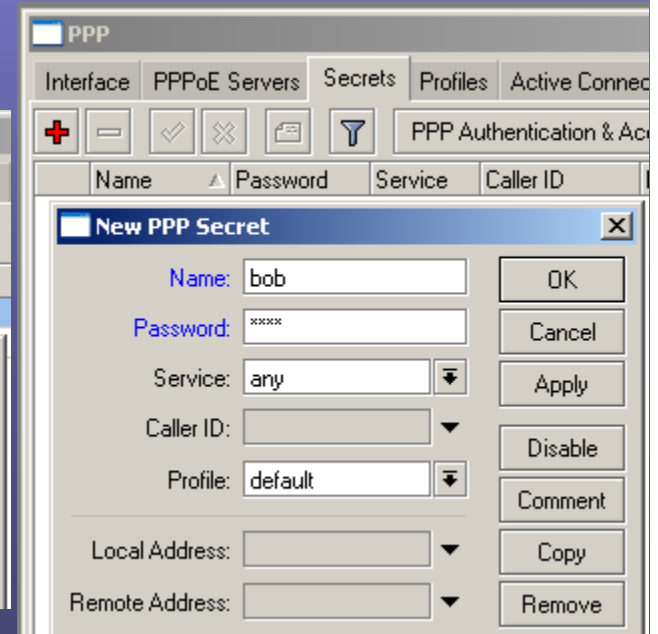 PPP
Interface PPPoE Servers Secrets Profiles Active Connec
PPP Authentication & Ac
Name Password Service Caller ID
New PPP Secret
Name: bob OK
Password: **** Cancel
Service: any Apply
Caller ID:
Disable
Profile: default
Comment
Local Address: Copy
Remote Address: Remove